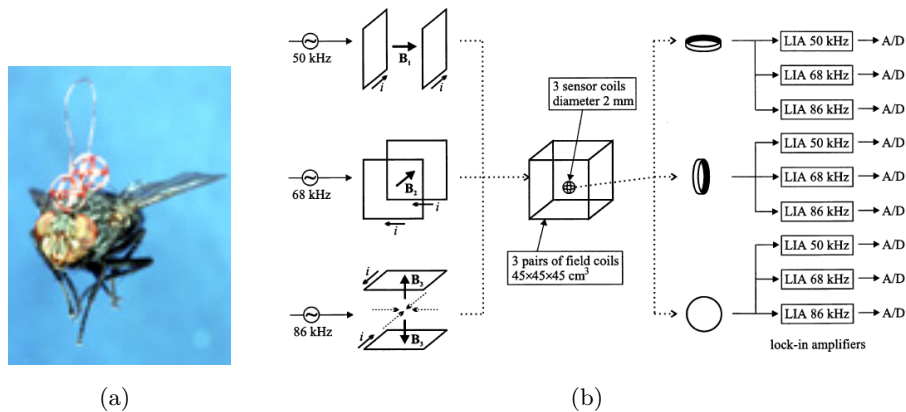 50 kHz
B₁
i
i
68 kHz
B₂
i
i
86 kHz
i
B₃
i
B₃
3 sensor coils
diameter 2 mm
3 pairs of field coils
45×45×45 cm³
LIA 50 kHz
A/D
LIA 68 kHz
A/D
LIA 86 kHz
A/D
LIA 50 kHz
A/D
LIA 68 kHz
A/D
LIA 86 kHz
A/D
LIA 50 kHz
A/D
LIA 68 kHz
A/D
LIA 86 kHz
A/D
lock-in amplifiers
(a)
(b)